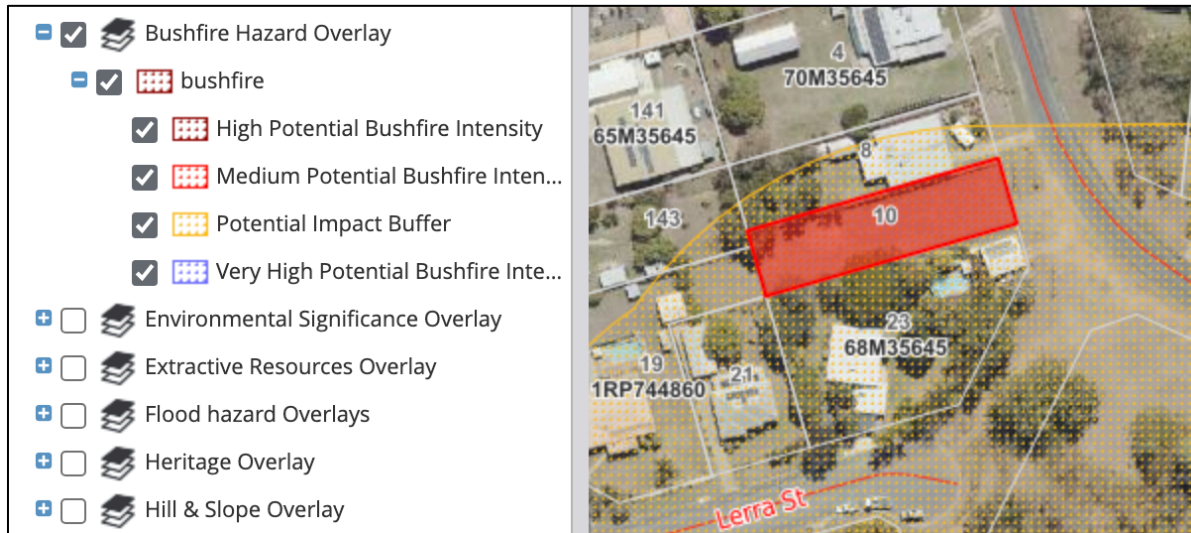 Bushfire Hazard Overlay
bushfire
High Potential Bushfire Intensity
Medium Potential Bushfire Inten...
Potential Impact Buffer
Very High Potential Bushfire Inte...
Environmental Significance Overlay
Extractive Resources Overlay
Flood hazard Overlays
Heritage Overlay
Hill & Slope Overlay
4
70M35645
141
65M35645
8
143
10
23
68M35645
19
1RP744860
21
Lerra St